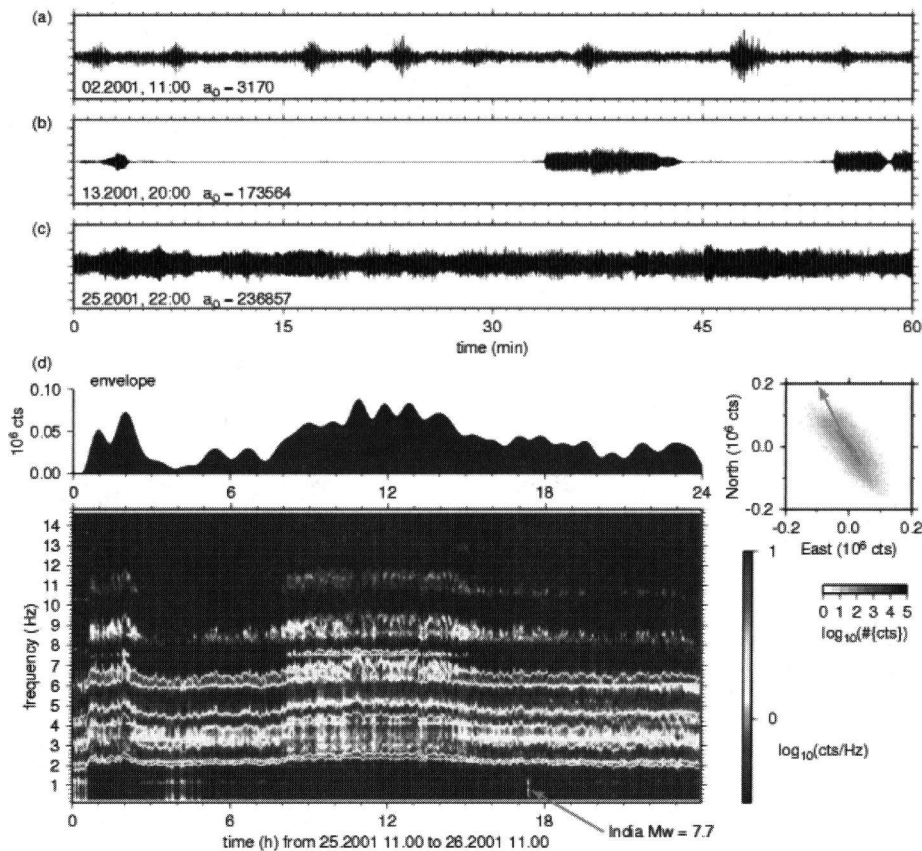 (a)
02.2001, 11:00 a₀ – 3170
(b)
13.2001, 20:00 a₀ – 173564
(c)
25.2001, 22:00 a₀ – 236857
0 15 30 45 60
time (min)
(d)
envelope
10⁶ cts
0.10
0.05
0.00
0 6 12 18 24
North (10⁶ cts)
0.2
0.0
-0.2
-0.2 0.0 0.2
East (10⁶ cts)
frequency (Hz)
14
13
12
11
10
9
8
7
6
5
4
3
2
1
0 6 12 18
time (h) from 25.2001 11.00 to 26.2001 11.00
India Mw = 7.7
1
0
log₁₀(cts/Hz)
0 1 2 3 4 5
log₁₀(#{cts})